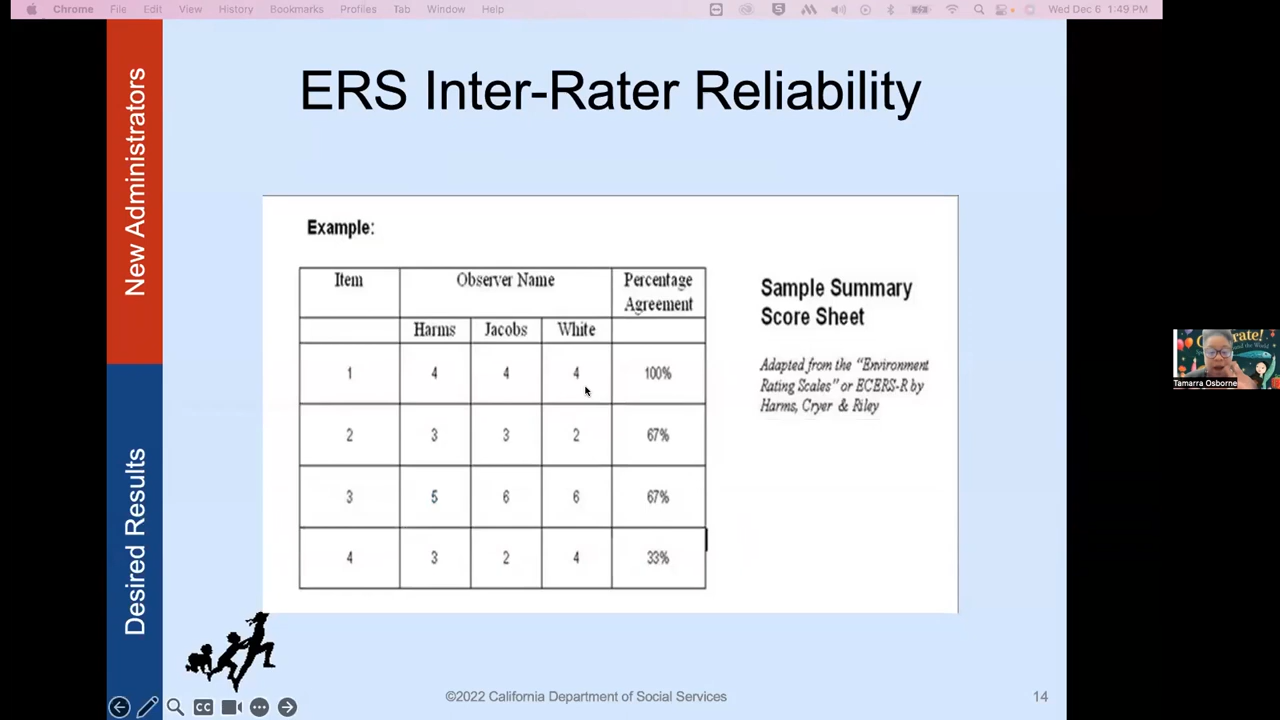 Chrome File Edit View History Bookmarks Profiles Tab Window Help Wed Dec 6 1:49 PM
New Administrators
Desired Results
ERS Inter-Rater Reliability
Example:
Item Observer Name Percentage
Agreement
Harms Jacobs White
1 4 4 4 100%
2 3 3 2 67%
3 5 6 6 67%
4 3 2 4 33%
Sample Summary
Score Sheet
Adapted from the “Environment
Rating Scales” or ECERS-R by
Harms, Cryer & Riley
Tamarra Osborne
CC
©2022 California Department of Social Services
14